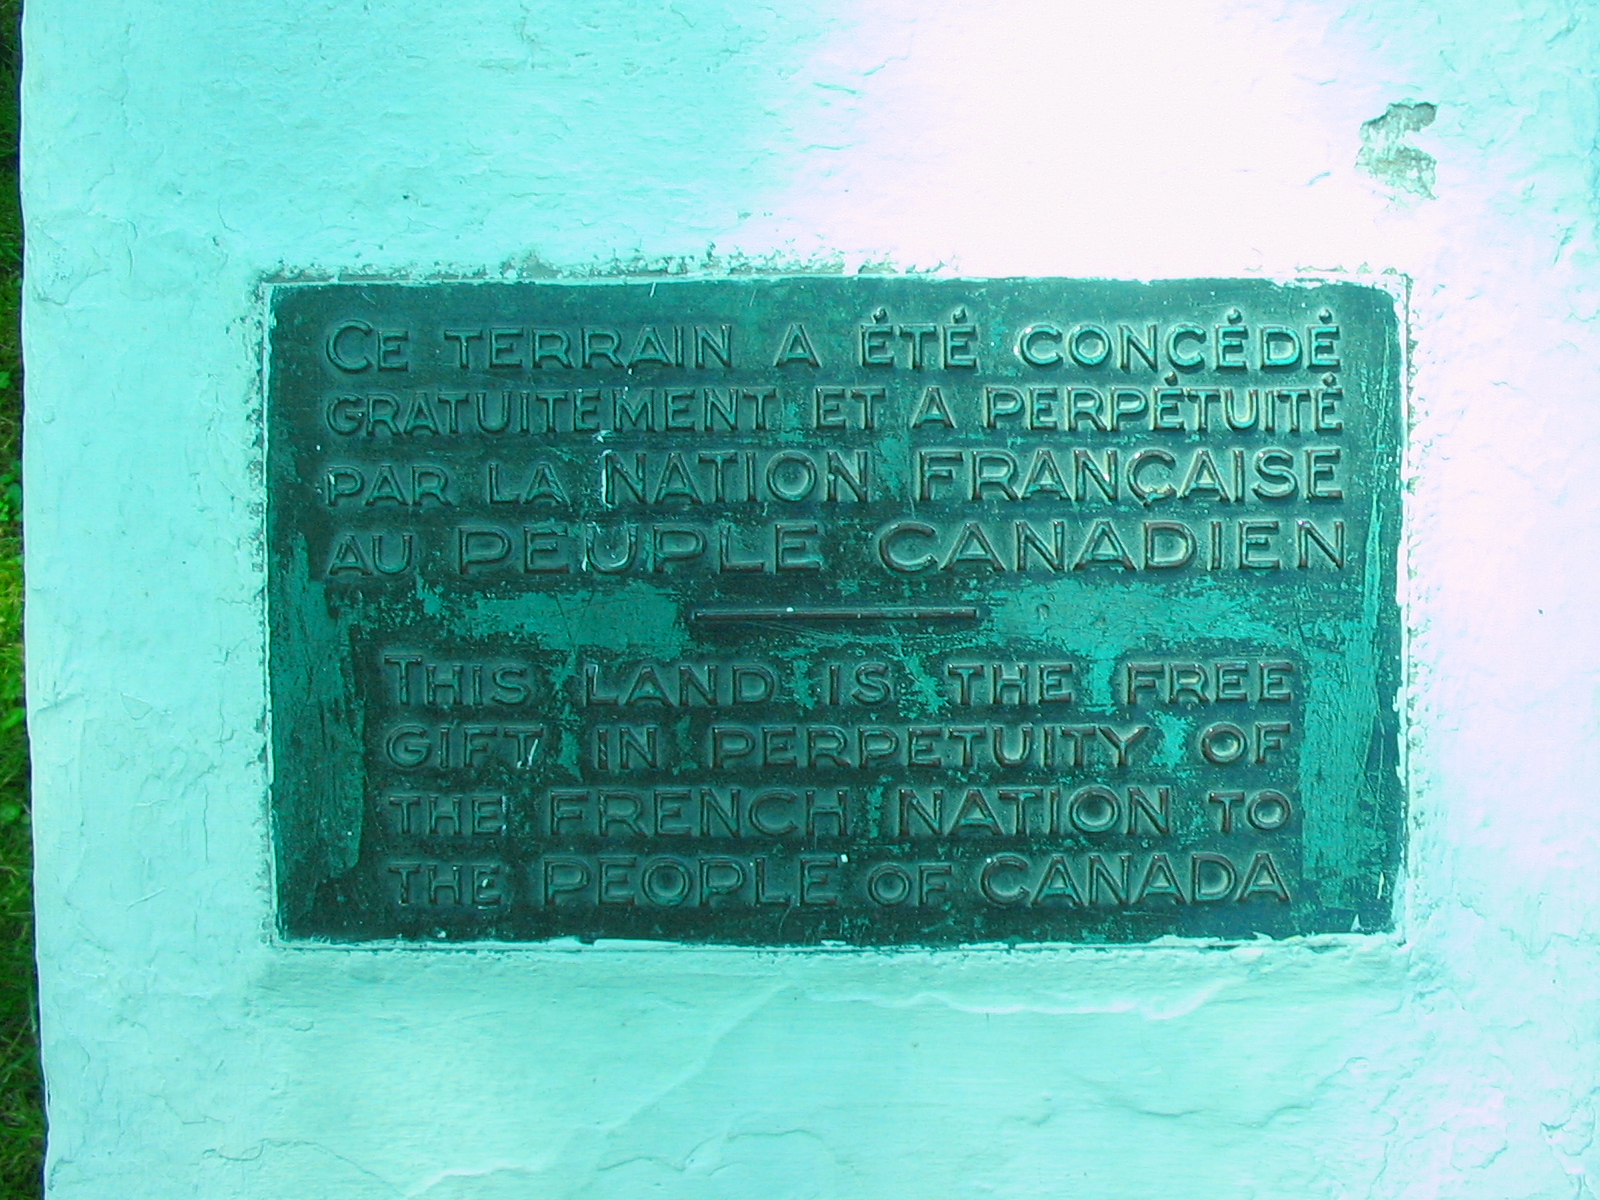 CE TERRAIN A ÉTÉ CONÇÉDÉ
GRATUITEMENT ET A PERPÉTUITÉ
PAR LA NATION FRANÇAISE
AU PEUPLE CANADIEN
THIS LAND IS THE FREE
GIFT IN PERPETUITY OF
THE FRENCH NATION TO
THE PEOPLE OF CANADA